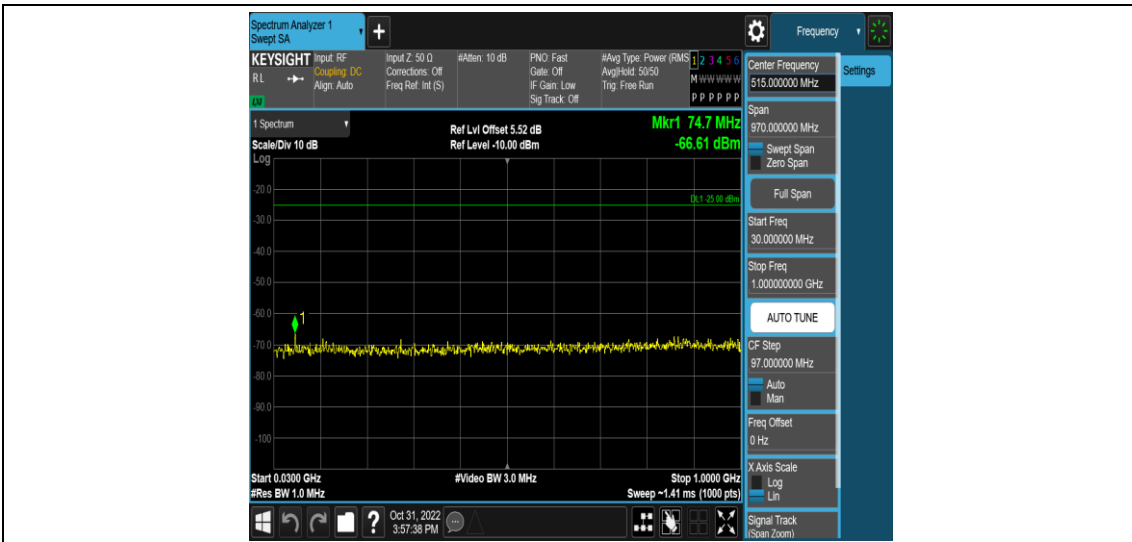 Spectrum Analyzer 1
Swept SA
+
Frequency
KEYSIGHT
RL
LXI
Input: RF
Coupling: DC
Align: Auto
Input Z: 50 Ω
Corrections: Off
Freq Ref: Int (S)
#Atten: 10 dB
PNO: Fast
Gate: Off
IF Gain: Low
Sig Track: Off
#Avg Type: Power (RMS
Avg|Hold: 50/50
Trig: Free Run
1 2 3 4 5 6
M W W W W W
P P P P P P
1 Spectrum
Scale/Div 10 dB
Log
Ref Lvl Offset 5.52 dB
Ref Level -10.00 dBm
Mkr1 74.7 MHz
-66.61 dBm
DL1 -25.00 dBm
-20.0
-30.0
-40.0
-50.0
-60.0
-70.0
-80.0
-90.0
-100
1
Start 0.0300 GHz
#Res BW 1.0 MHz
#Video BW 3.0 MHz
Stop 1.0000 GHz
Sweep ~1.41 ms (1000 pts)
?
Oct 31, 2022
3:57:38 PM
Center Frequency
515.000000 MHz
Settings
Span
970.000000 MHz
Swept Span
Zero Span
Full Span
Start Freq
30.000000 MHz
Stop Freq
1.000000000 GHz
AUTO TUNE
CF Step
97.000000 MHz
Auto
Man
Freq Offset
0 Hz
X Axis Scale
Log
Lin
Signal Track
(Span Zoom)